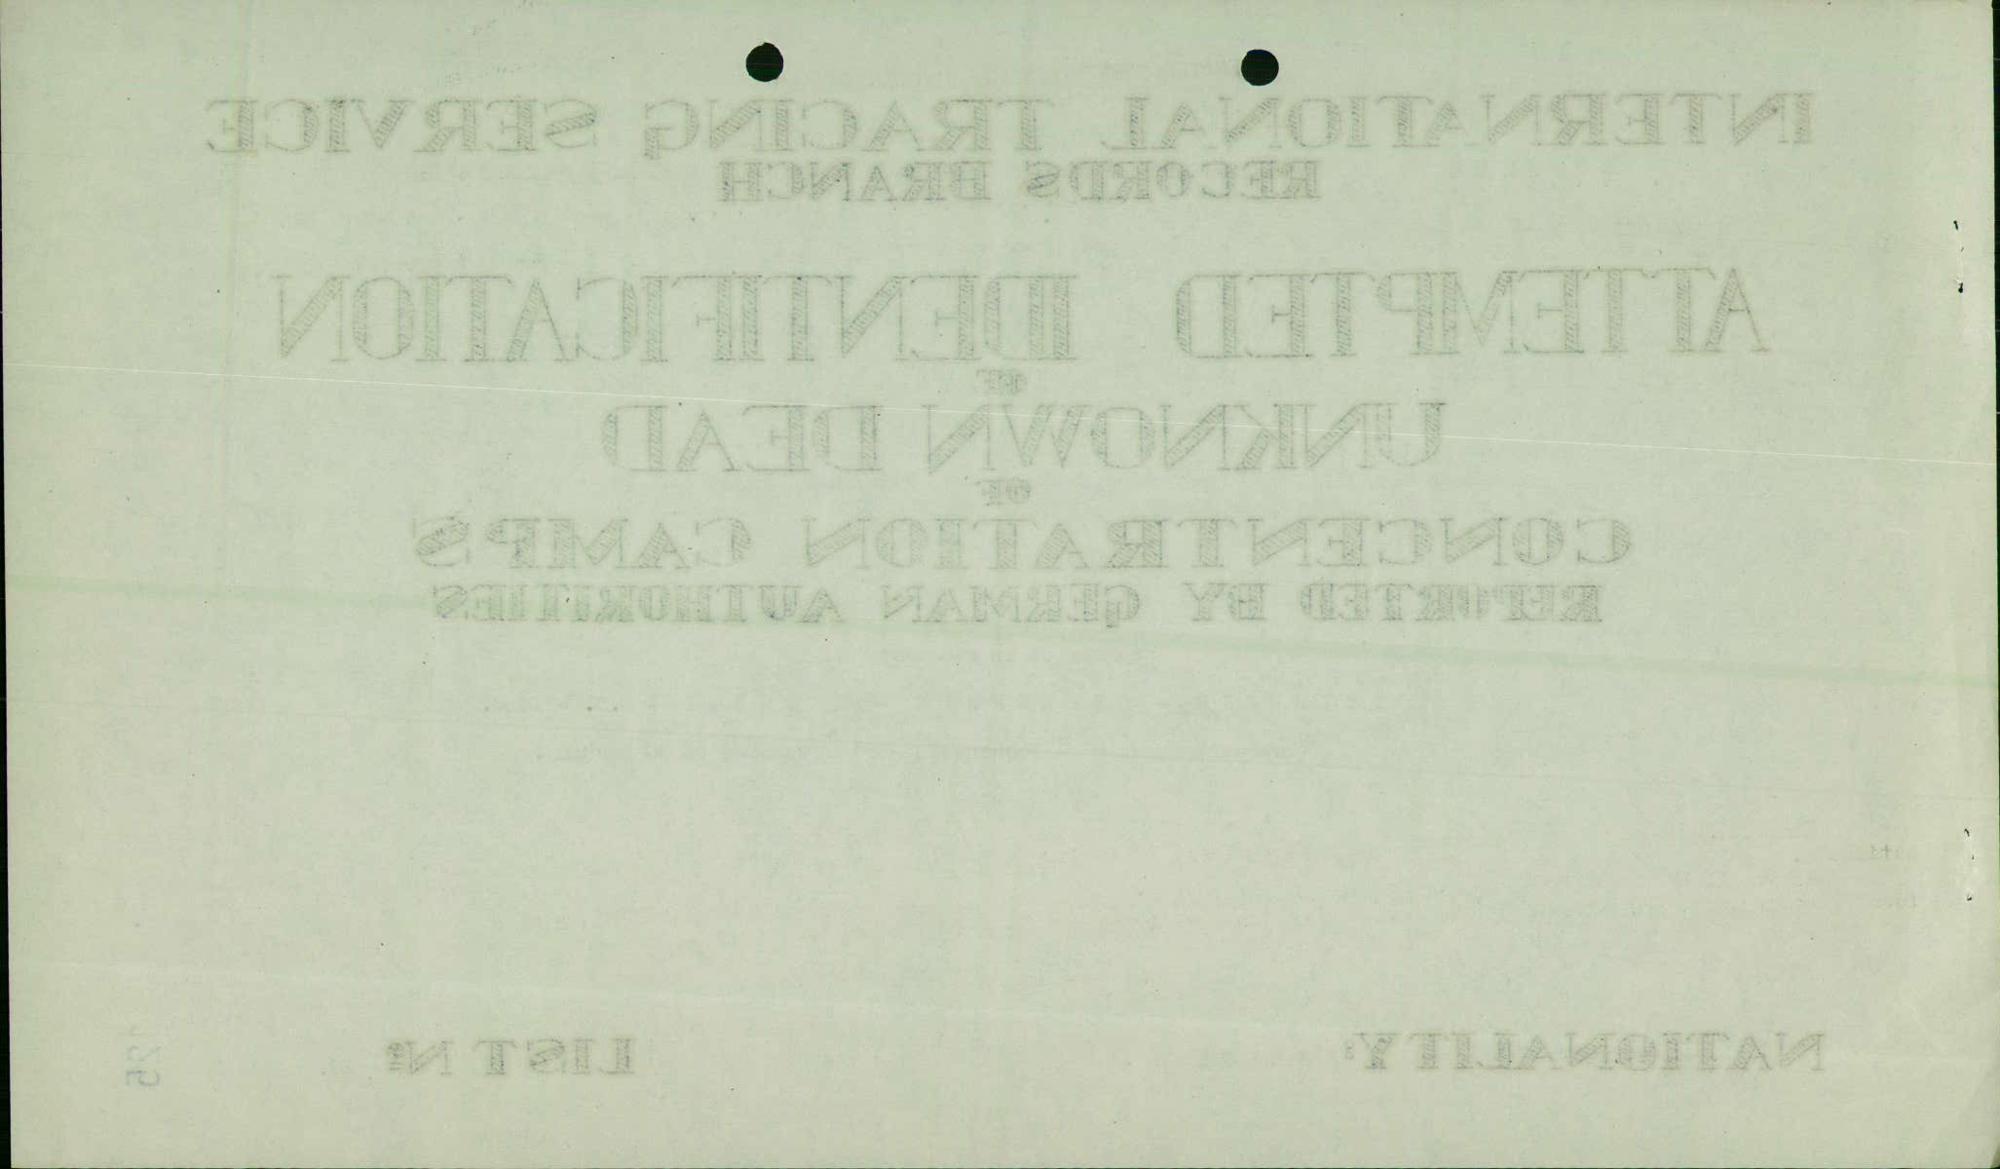 INTERNATIONAL TRACING SERVICE
RECORDS BRANCH
ATTEMPTED IDENTIFICATION
OF
UNKNOWN DEAD
OF
CONCENTRATION CAMPS
REPORTED BY GERMAN AUTHORITIES
NATIONALITY: LIST Nº 25